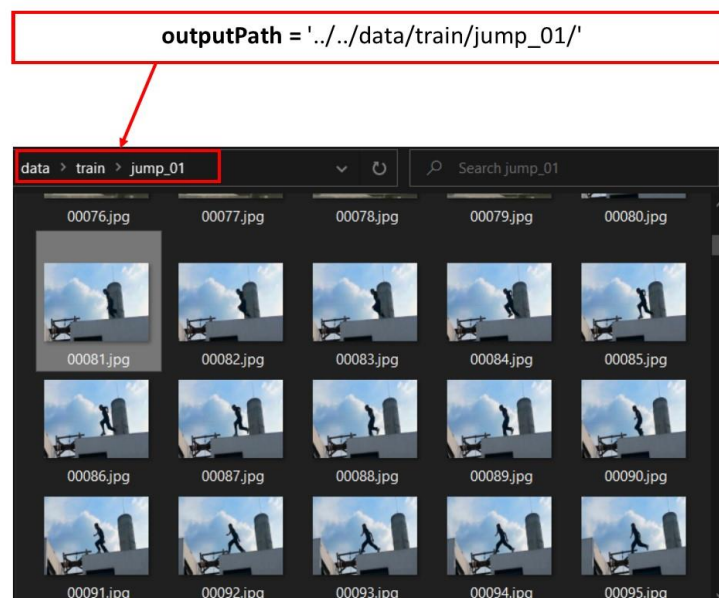 outputPath = '../../data/train/jump_01/'
data > train > jump_01
Search jump_01
00076.jpg 00077.jpg 00078.jpg 00079.jpg 00080.jpg
00081.jpg 00082.jpg 00083.jpg 00084.jpg 00085.jpg
00086.jpg 00087.jpg 00088.jpg 00089.jpg 00090.jpg
00091.jpg 00092.jpg 00093.jpg 00094.jpg 00095.jpg